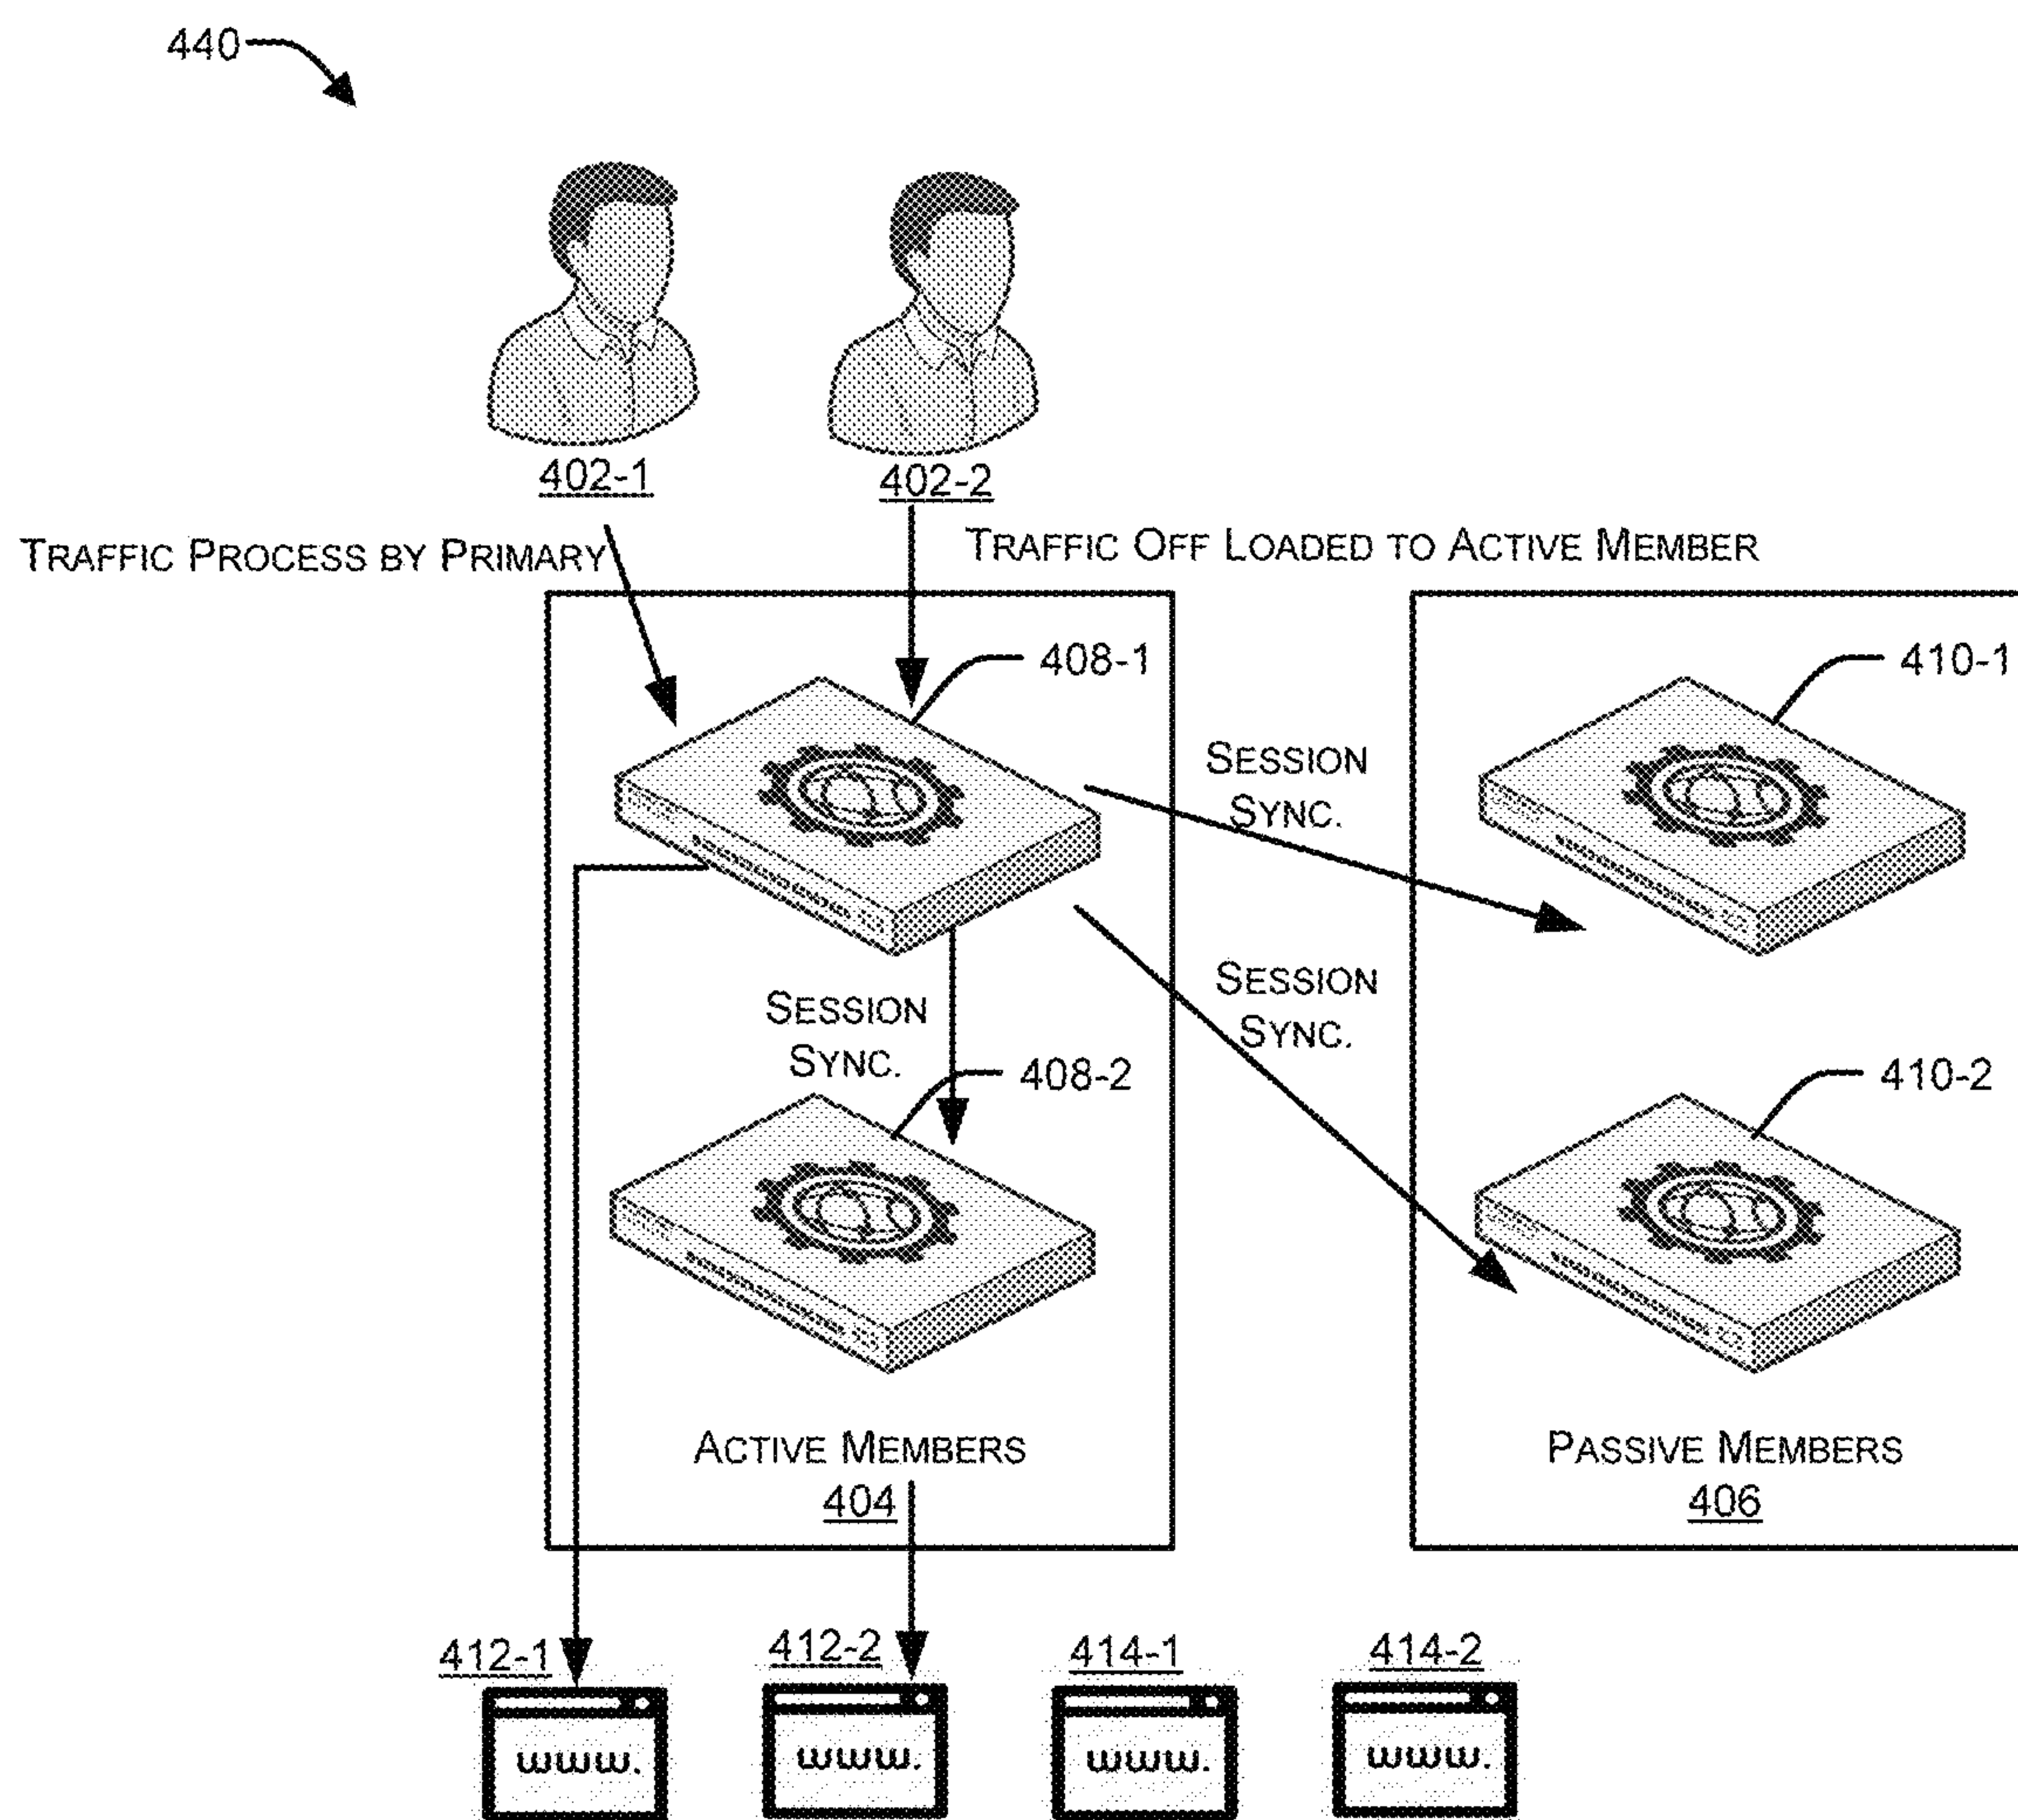 440
402-1
402-2
TRAFFIC PROCESS BY PRIMARY
TRAFFIC OFF LOADED TO ACTIVE MEMBER
408-1
410-1
SESSION
SYNC.
SESSION
SYNC.
SESSION
SYNC.
408-2
410-2
ACTIVE MEMBERS
404
PASSIVE MEMBERS
406
412-1
412-2
414-1
414-2
www.
www.
www.
www.